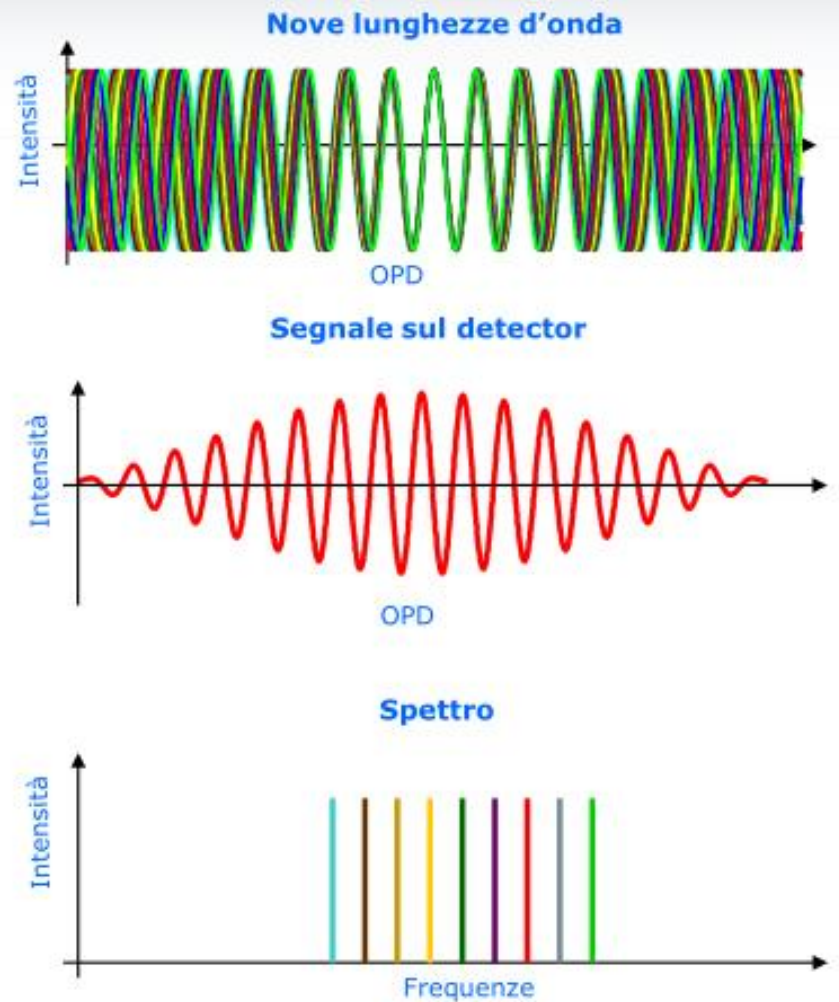 Nove lunghezze d'onda
Intensità
OPD
Segnale sul detector
Intensità
OPD
Spettro
Intensità
Frequenze